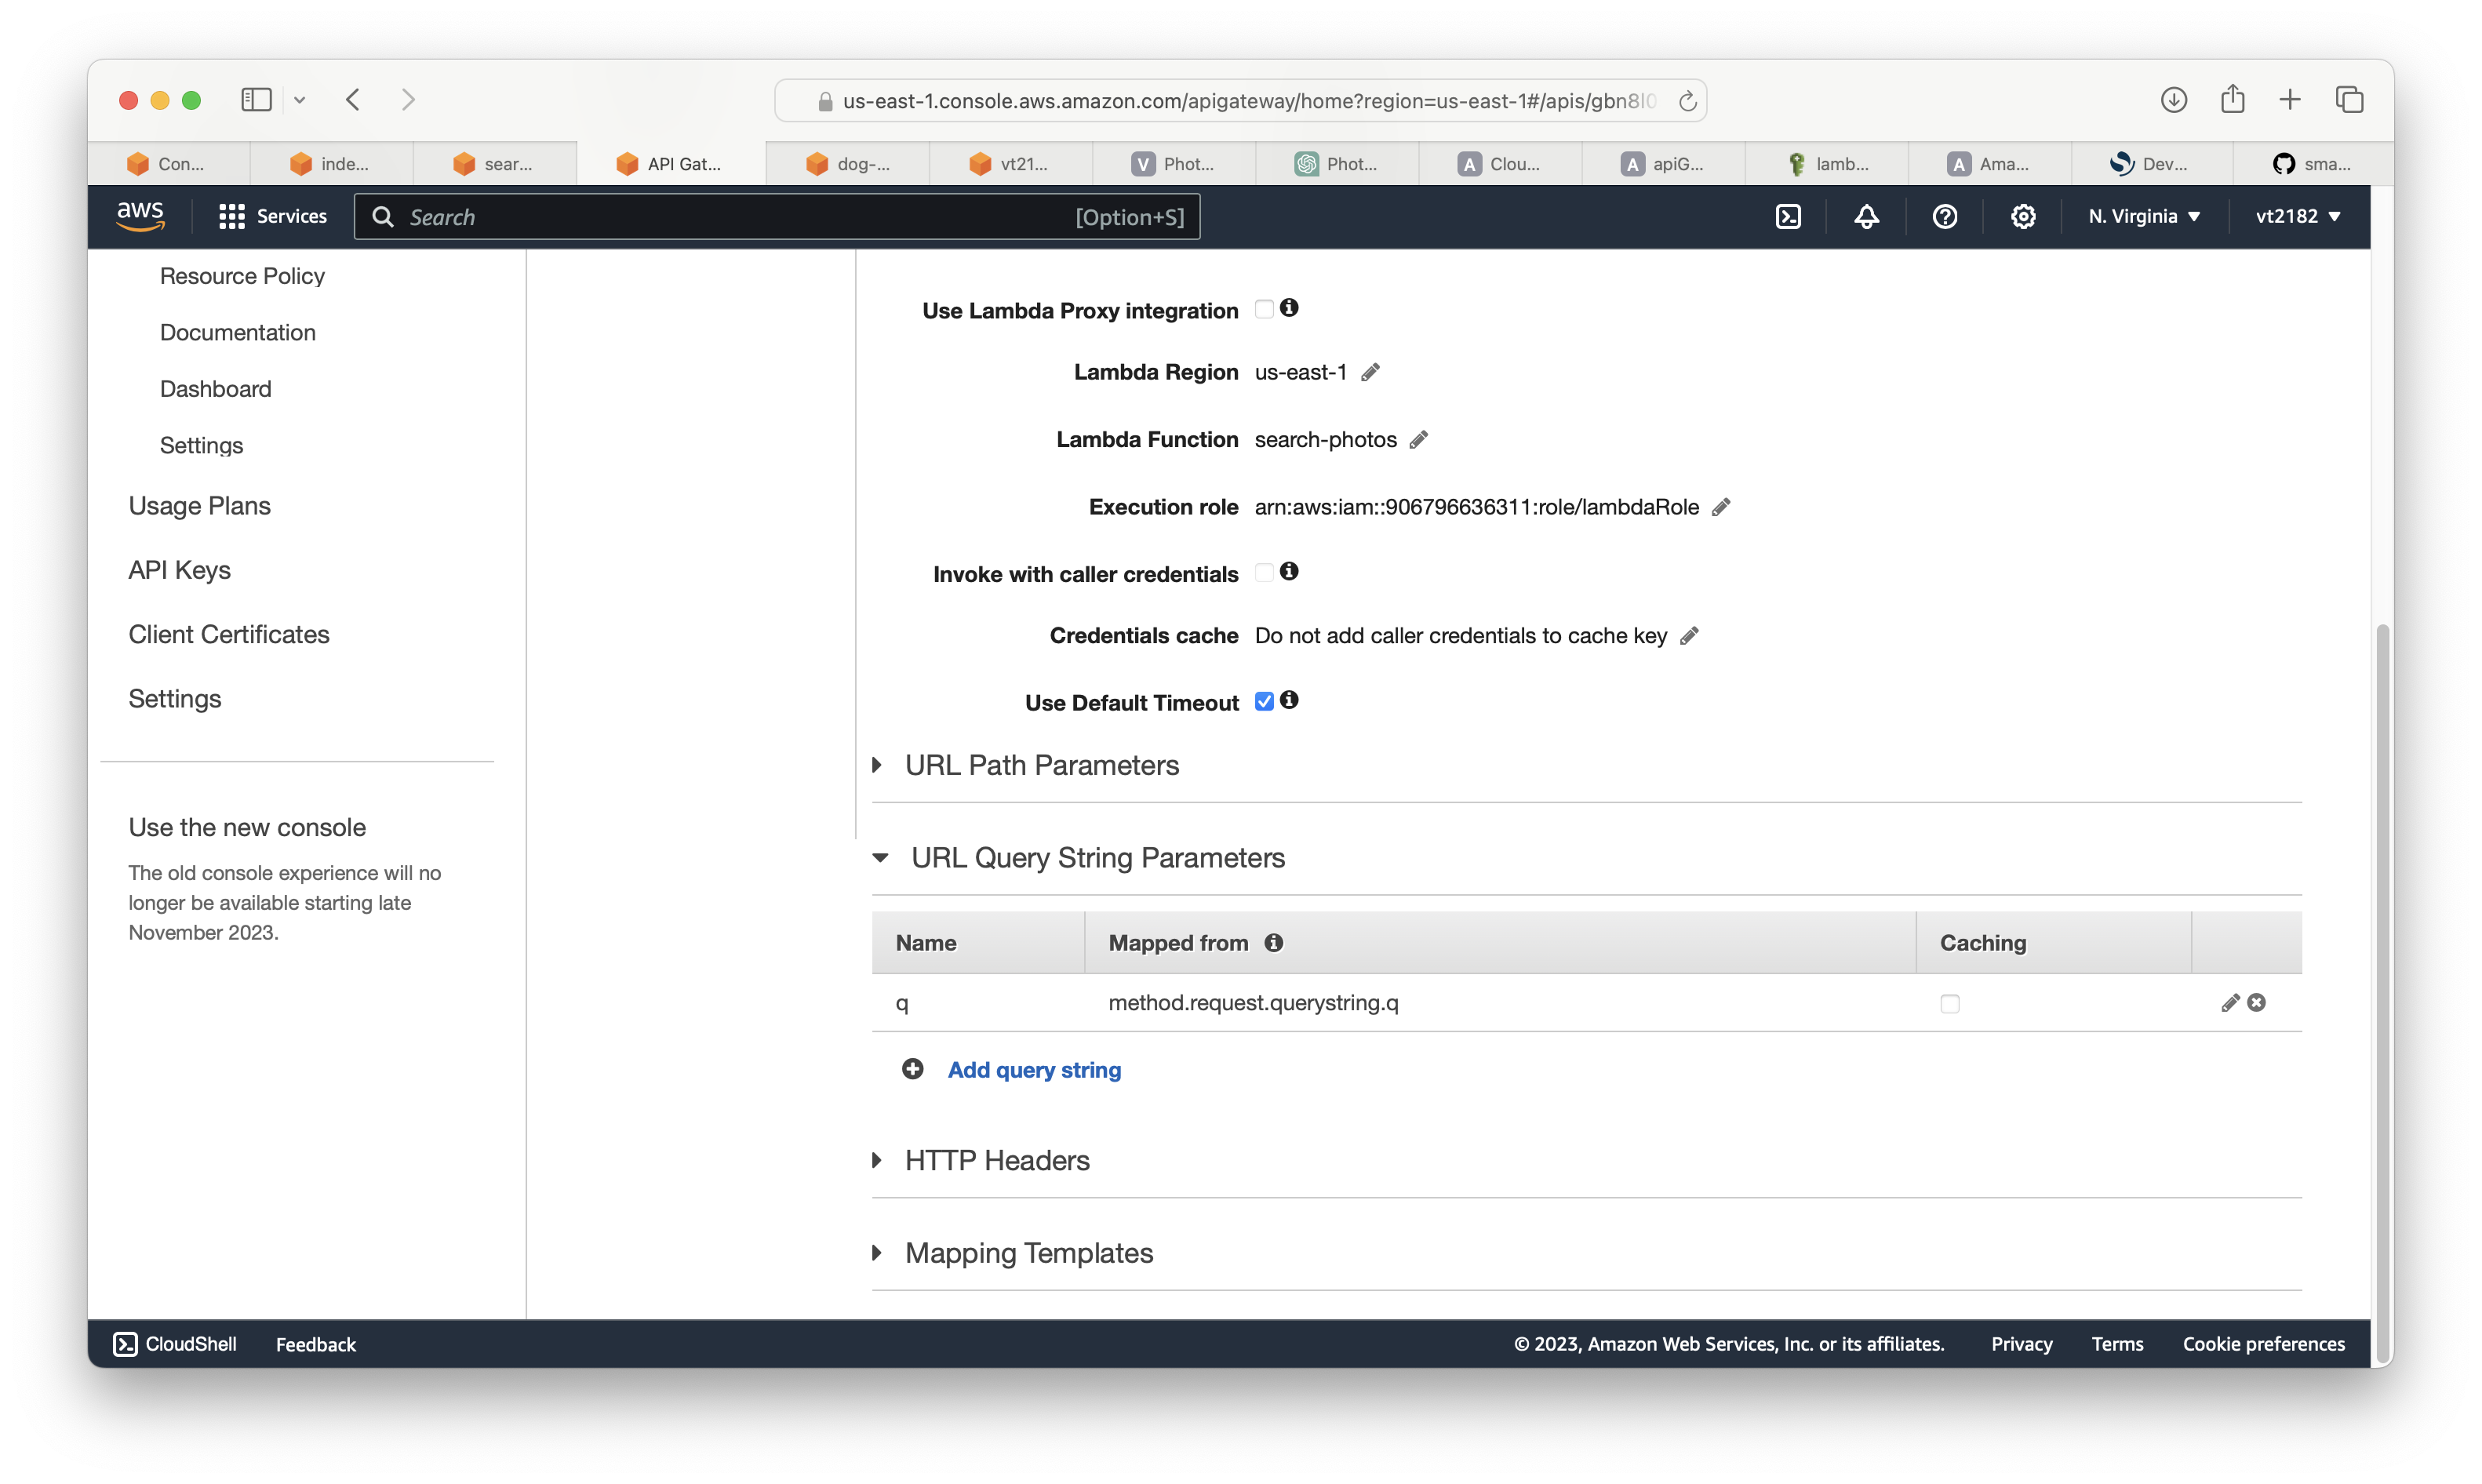 us-east-1.console.aws.amazon.com/apigateway/home?region=us-east-1#/apis/gbn8l0
Con...
inde...
sear...
API Gat...
dog-...
vt21...
V Phot...
Phot...
A Clou...
A apiG...
lamb...
A Ama...
Dev...
sma...
aws
Services
Search
[Option+S]
N. Virginia
vt2182
Resource Policy
Documentation
Dashboard
Settings
Usage Plans
API Keys
Client Certificates
Settings
Use the new console
The old console experience will no
longer be available starting late
November 2023.
Use Lambda Proxy integration
Lambda Region us-east-1
Lambda Function search-photos
Execution role arn:aws:iam::906796636311:role/lambdaRole
Invoke with caller credentials
Credentials cache Do not add caller credentials to cache key
Use Default Timeout
URL Path Parameters
URL Query String Parameters
Name Mapped from Caching
q method.request.querystring.q
Add query string
HTTP Headers
Mapping Templates
CloudShell Feedback © 2023, Amazon Web Services, Inc. or its affiliates. Privacy Terms Cookie preferences